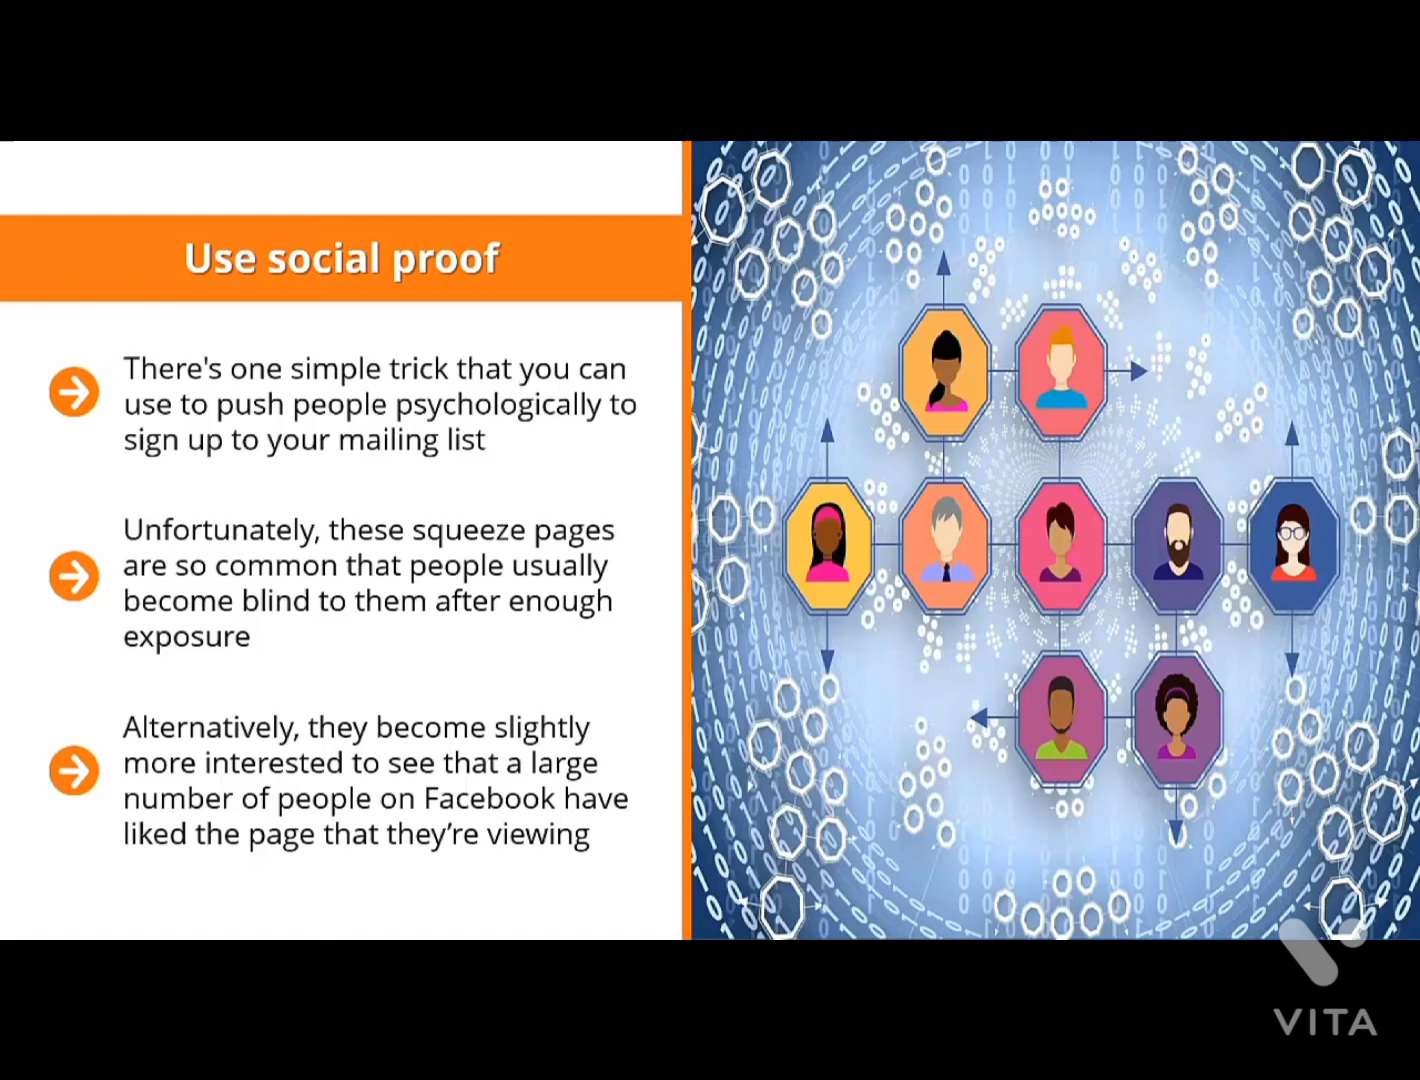 Use social proof
There's one simple trick that you can
use to push people psychologically to
sign up to your mailing list
Unfortunately, these squeeze pages
are so common that people usually
become blind to them after enough
exposure
Alternatively, they become slightly
more interested to see that a large
number of people on Facebook have
liked the page that they’re viewing
VITA